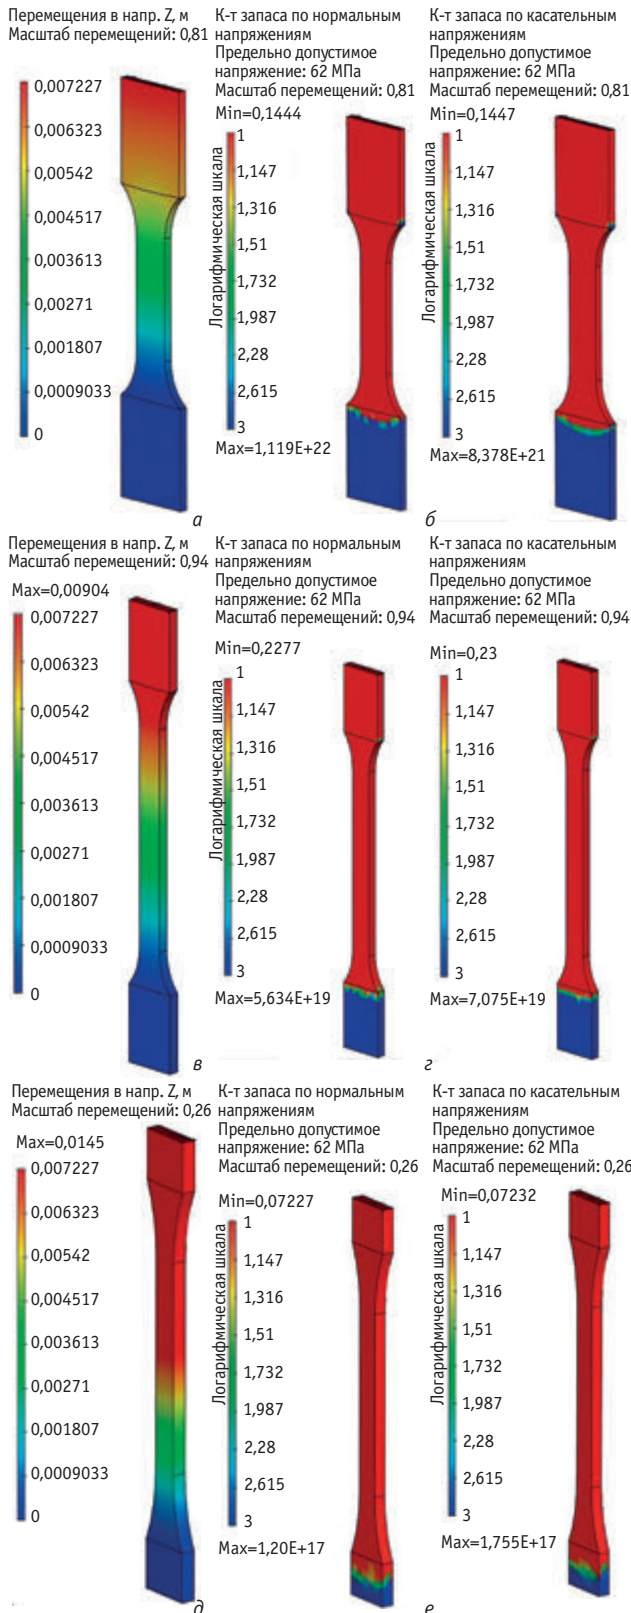 Перемещения в напр. Z, м
Масштаб перемещений: 0,81
0,007227
0,006323
0,00542
0,004517
0,003613
0,00271
0,001807
0,0009033
0
а
К-т запаса по нормальным
напряжениям
Предельно допустимое
напряжение: 62 МПа
Масштаб перемещений: 0,81
Min=0,1444
Логарифмическая шкала
1
1,147
1,316
1,51
1,732
1,987
2,28
2,615
3
Max=1,119E+22
К-т запаса по касательным
напряжениям
Предельно допустимое
напряжение: 62 МПа
Масштаб перемещений: 0,81
Min=0,1447
Логарифмическая шкала
1
1,147
1,316
1,51
1,732
1,987
2,28
2,615
3
Max=8,378E+21
б
Перемещения в напр. Z, м
Масштаб перемещений: 0,94
Max=0,00904
0,007227
0,006323
0,00542
0,004517
0,003613
0,00271
0,001807
0,0009033
0
в
К-т запаса по нормальным
напряжениям
Предельно допустимое
напряжение: 62 МПа
Масштаб перемещений: 0,94
Min=0,2277
Логарифмическая шкала
1
1,147
1,316
1,51
1,732
1,987
2,28
2,615
3
Max=5,634E+19
К-т запаса по касательным
напряжениям
Предельно допустимое
напряжение: 62 МПа
Масштаб перемещений: 0,94
Min=0,23
1
1,147
1,316
1,51
1,732
1,987
2,28
2,615
3
Max=7,075E+19
г
Перемещения в напр. Z, м
Масштаб перемещений: 0,26
Max=0,0145
0,007227
0,006323
0,00542
0,004517
0,003613
0,00271
0,001807
0,0009033
0
д
К-т запаса по нормальным
напряжениям
Предельно допустимое
напряжение: 62 МПа
Масштаб перемещений: 0,26
Min=0,07227
Логарифмическая шкала
1
1,147
1,316
1,51
1,732
1,987
2,28
2,615
3
Max=1,20E+17
К-т запаса по касательным
напряжениям
Предельно допустимое
напряжение: 62 МПа
Масштаб перемещений: 0,26
Min=0,07232
Логарифмическая шкала
1
1,147
1,316
1,51
1,732
1,987
2,28
2,615
3
Max=1,755E+17
е